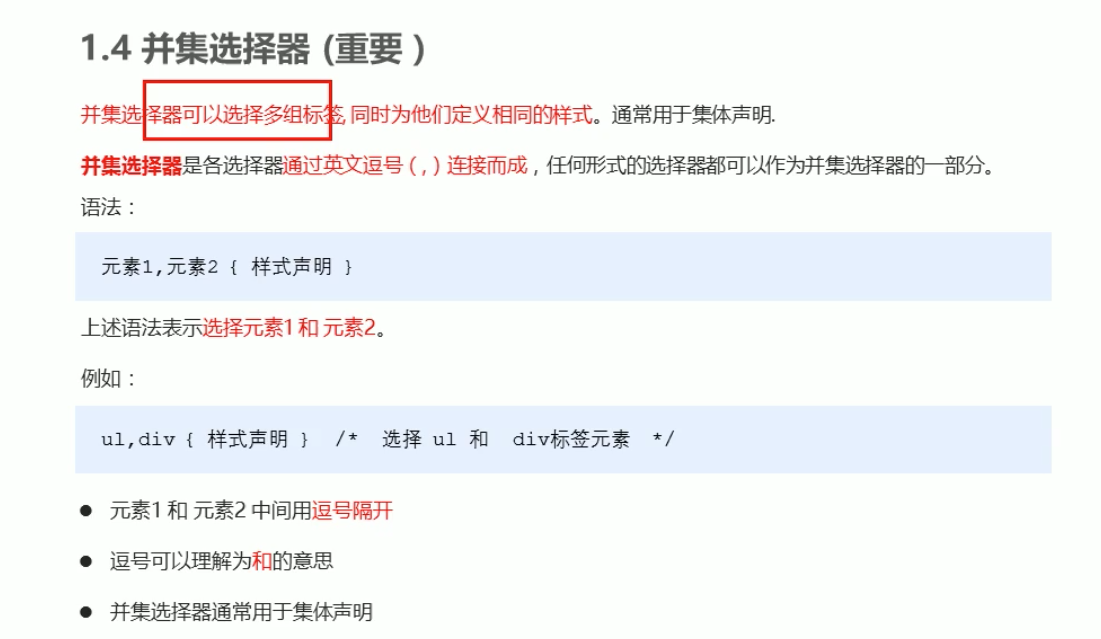 1.4 并集选择器 (重要 )
并集选择器可以选择多组标签, 同时为他们定义相同的样式。通常用于集体声明.
并集选择器是各选择器通过英文逗号 ( , ) 连接而成 , 任何形式的选择器都可以作为并集选择器的一部分。
语法 :
元素1,元素2 { 样式声明 }
上述语法表示选择元素1 和 元素2。
例如 :
ul,div { 样式声明 } /* 选择 ul 和 div标签元素 */
● 元素1 和 元素2 中间用逗号隔开
● 逗号可以理解为和的意思
● 并集选择器通常用于集体声明